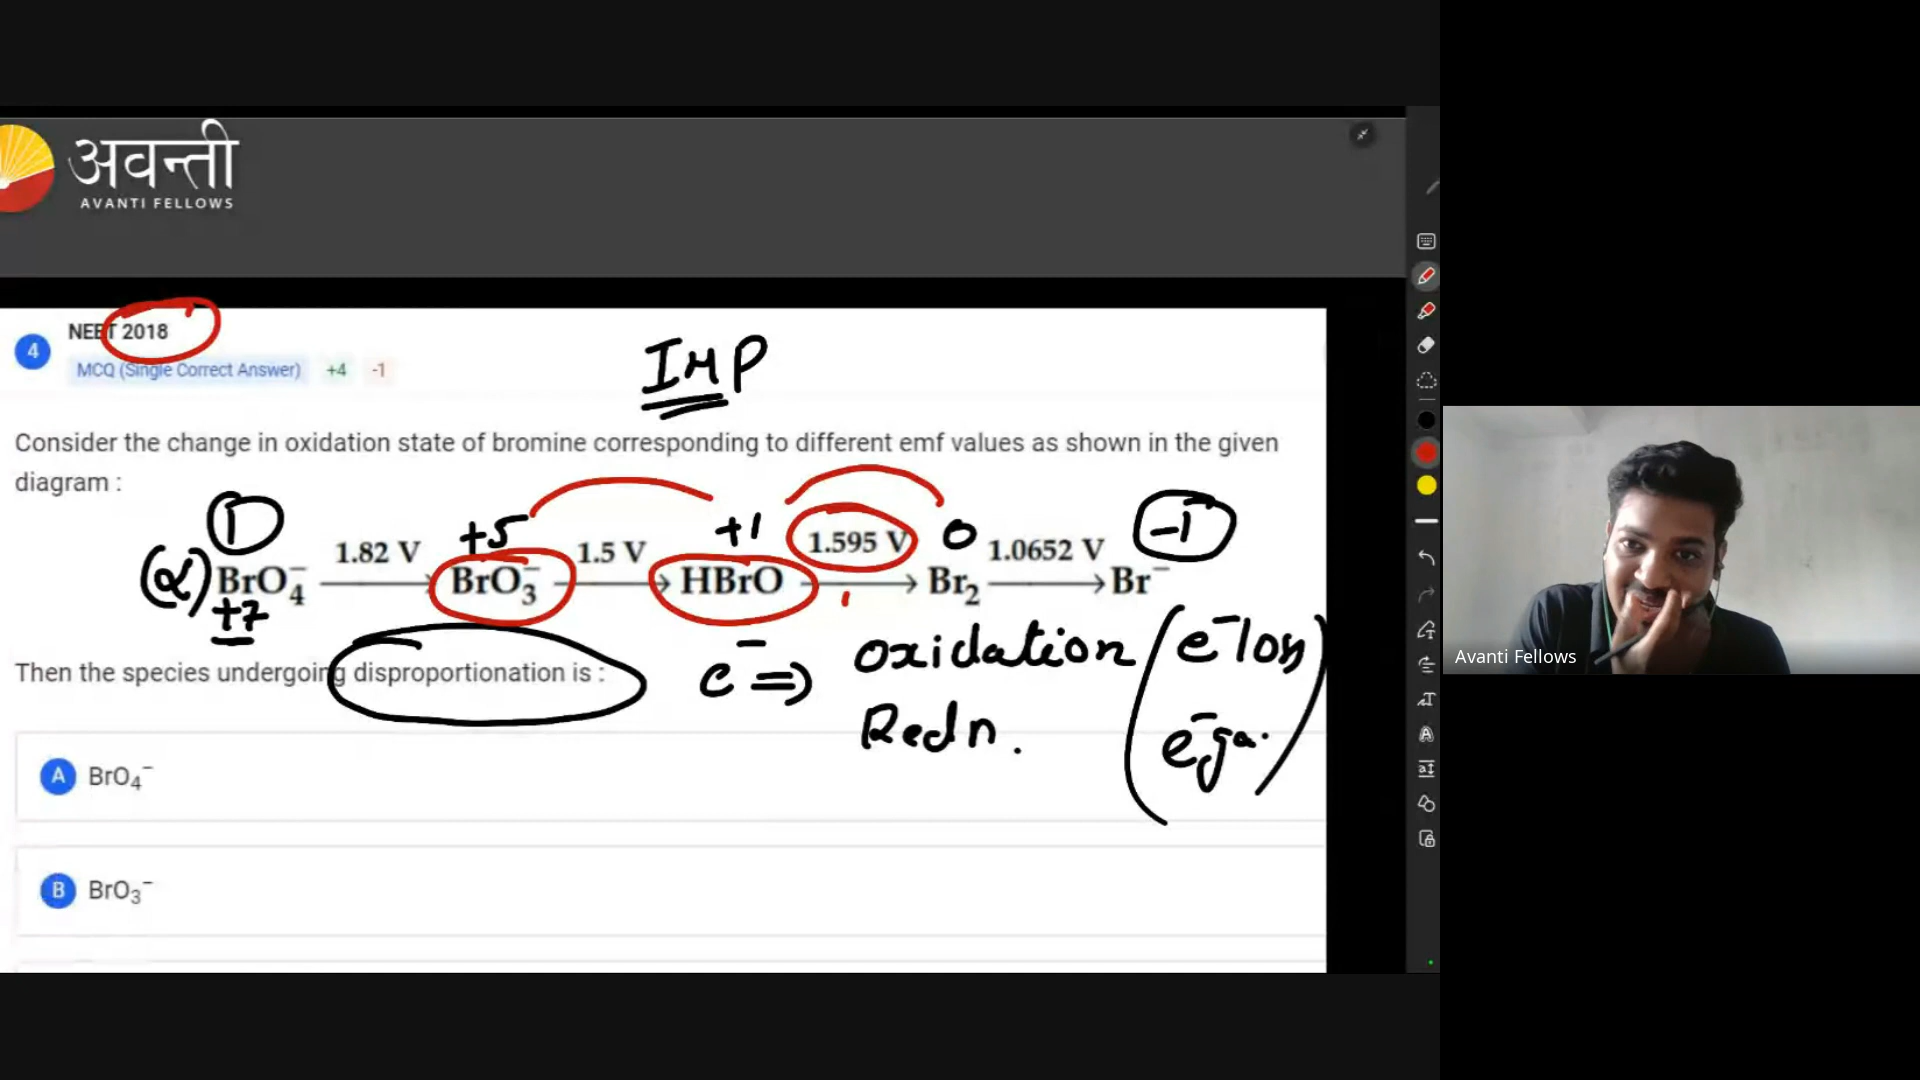 अवन्ती
AVANTI FELLOWS
4
NEET 2018
MCQ (Single Correct Answer) +4 -1
IMP
Consider the change in oxidation state of bromine corresponding to different emf values as shown in the given
diagram :
① +5 +1 0 -1
(α) BrO₄⁻ 1.82 V → BrO₃⁻ 1.5 V → HBrO 1.595 V → Br₂ 1.0652 V → Br⁻
+7
Then the species undergoing disproportionation is :
e⁻ ⇒ oxidation (e⁻ loss)
Redn. (e⁻ ga.)
A BrO₄⁻
B BrO₃⁻
Avanti Fellows